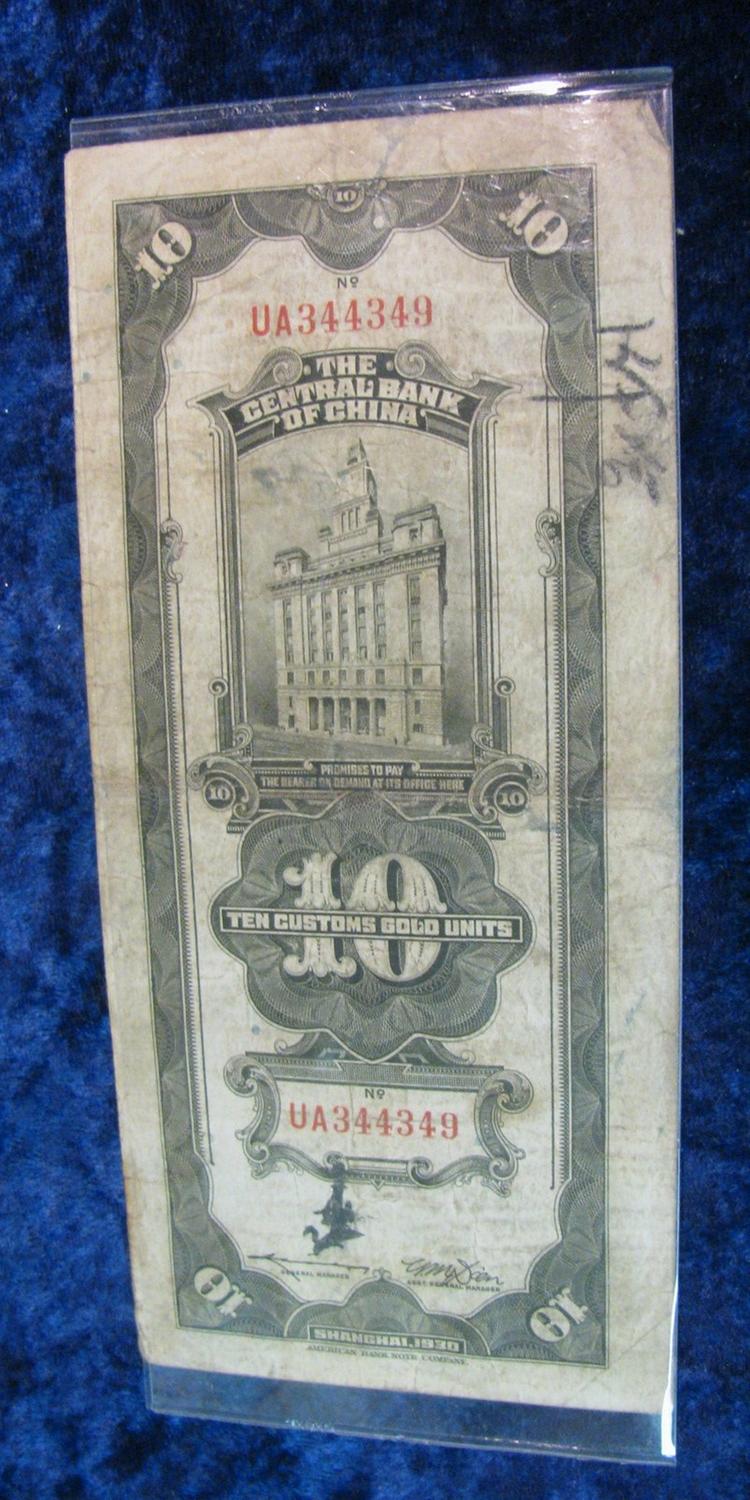 10
10
10
Nº
UA344349
THE
CENTRAL BANK
OF CHINA
PROMISES TO PAY
THE BEARER ON DEMAND AT ITS OFFICE HERE
10
10
10
TEN CUSTOMS GOLD UNITS
Nº
UA344349
GENERAL MANAGER
ASST. GENERAL MANAGER
10
10
SHANGHAI, 1930
AMERICAN BANK NOTE COMPANY.